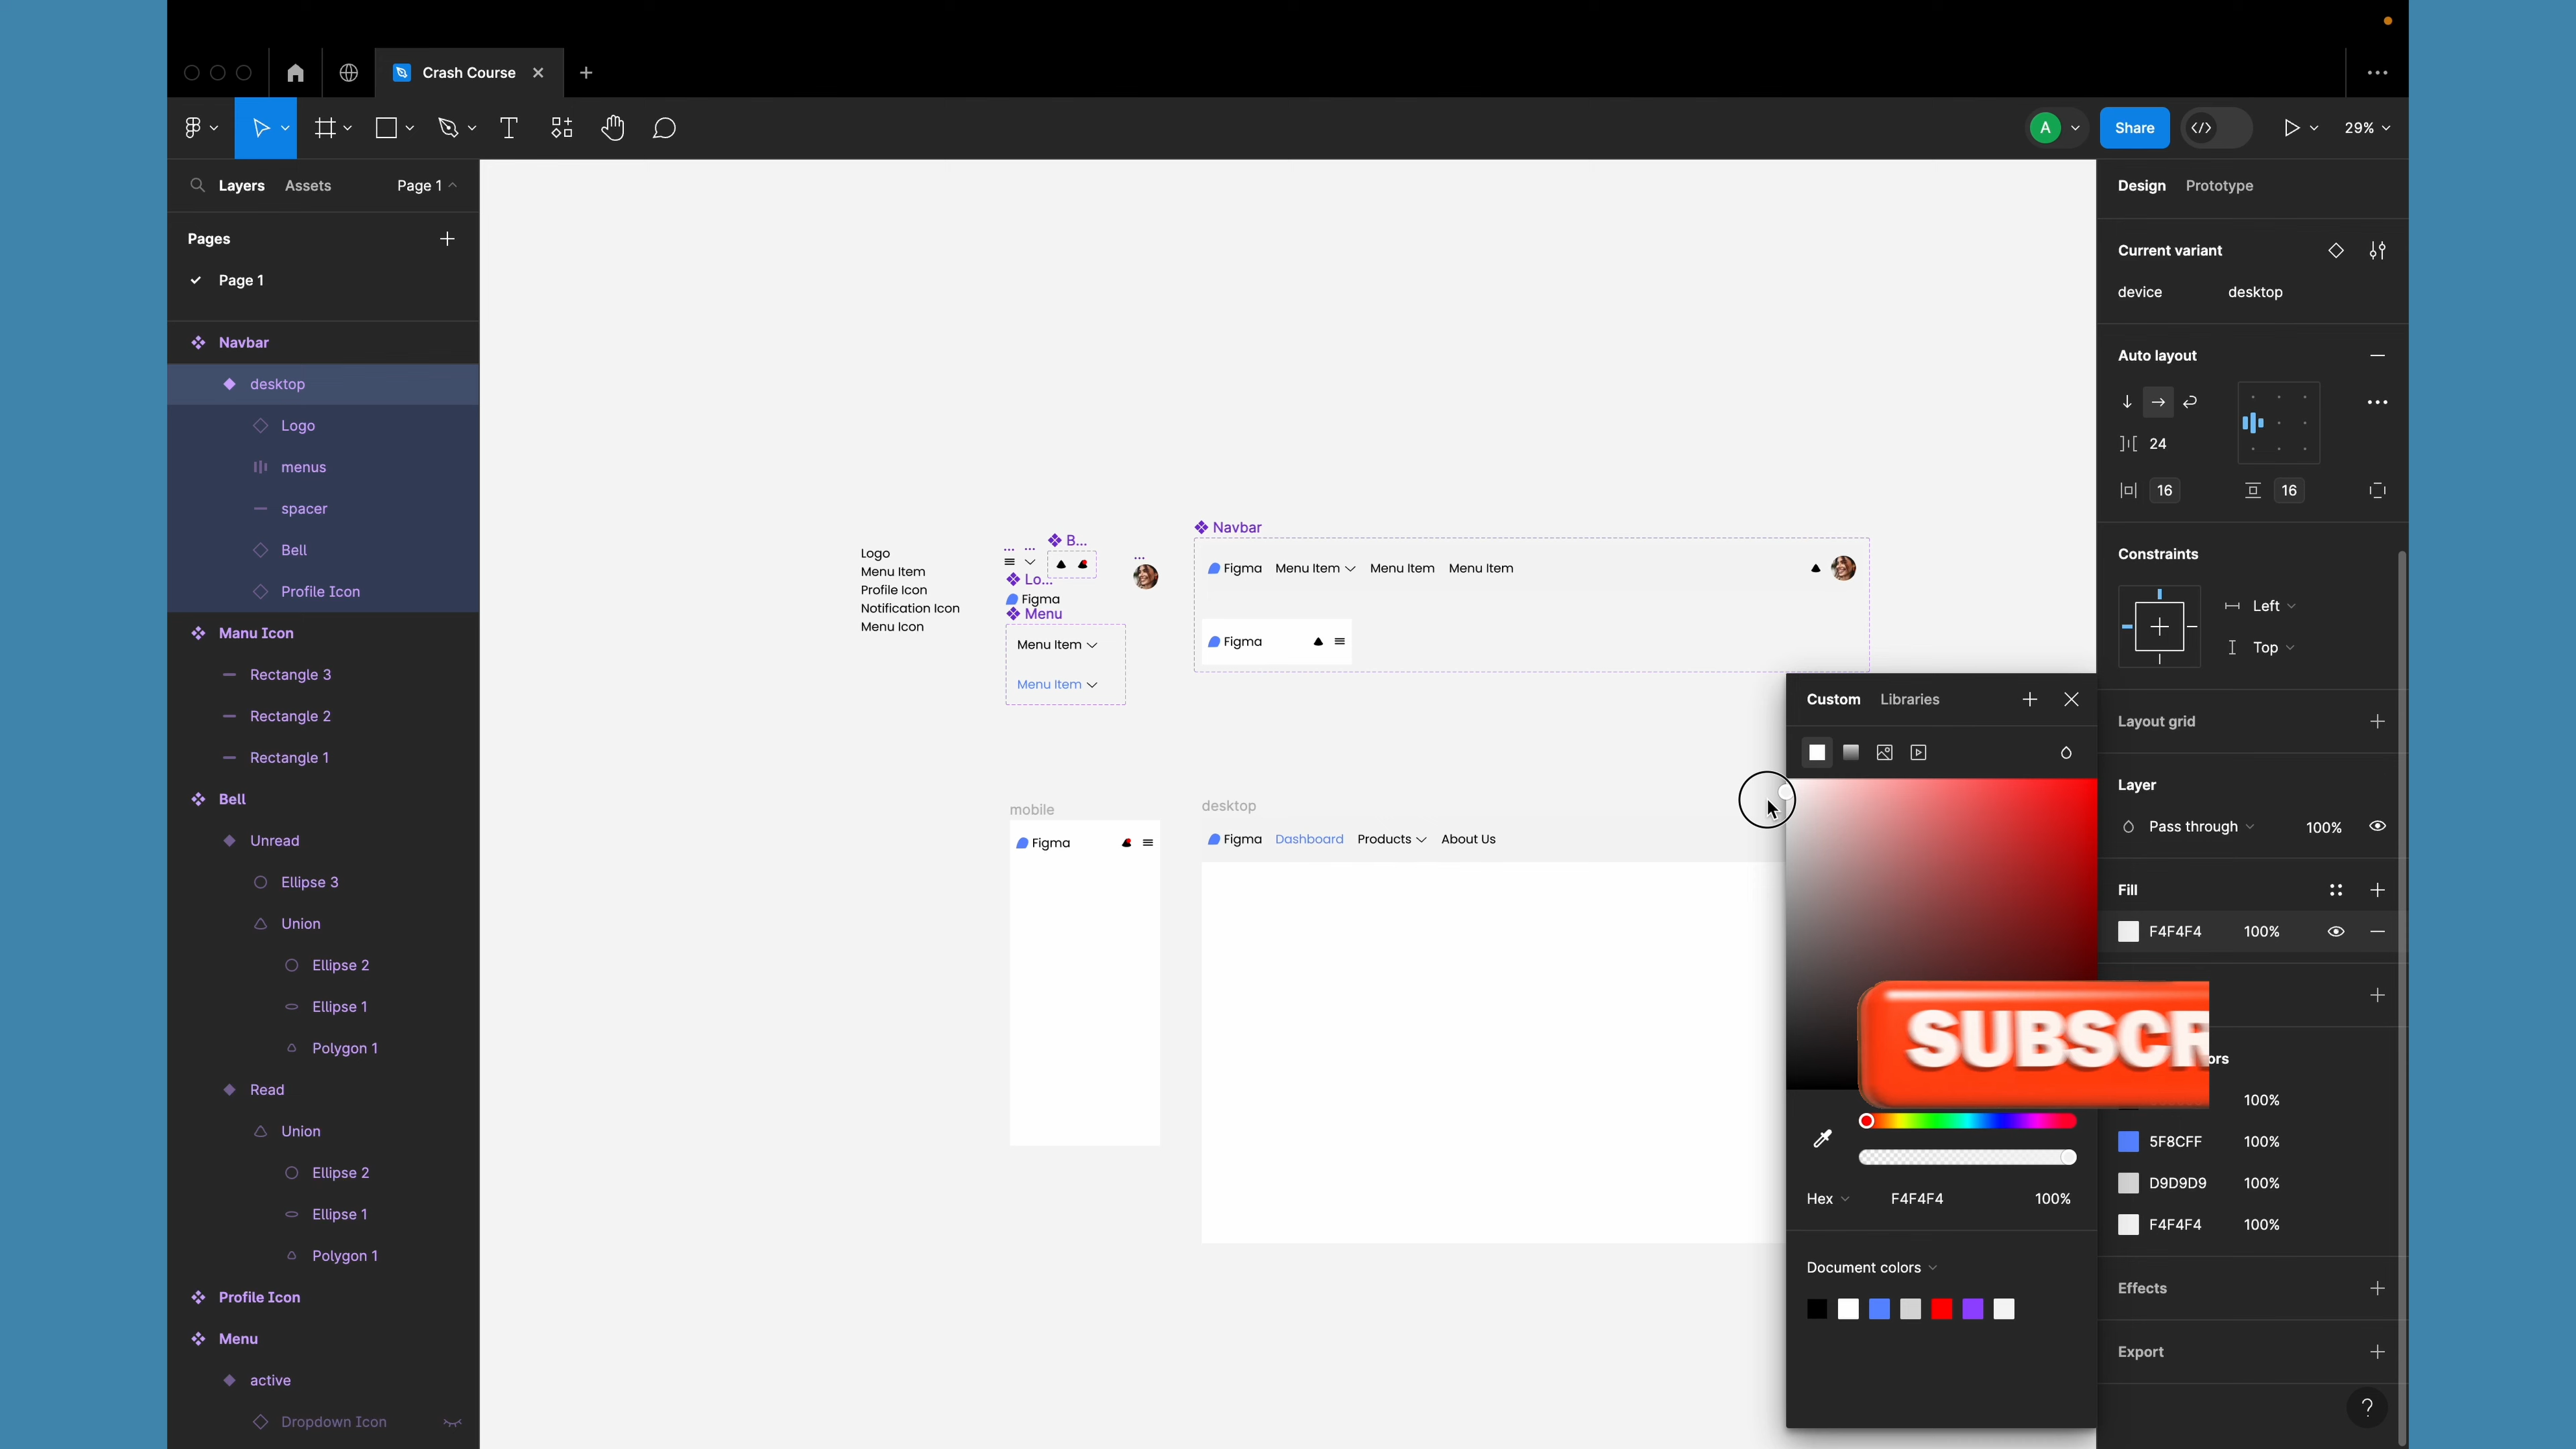 Crash Course
A
Share
29%
Layers
Assets
Page 1
Pages
Page 1
Navbar
desktop
Logo
menus
spacer
Bell
Profile Icon
Manu Icon
Rectangle 3
Rectangle 2
Rectangle 1
Bell
Unread
Ellipse 3
Union
Ellipse 2
Ellipse 1
Polygon 1
Read
Union
Ellipse 2
Ellipse 1
Polygon 1
Profile Icon
Menu
active
Dropdown Icon
Logo
Menu Item
Profile Icon
Notification Icon
Menu Icon
... ...
B...
...
Lo...
Figma
Menu
Menu Item
Menu Item
Navbar
Figma Menu Item Menu Item Menu Item
Figma
mobile
Figma
desktop
Figma Dashboard Products About Us
Custom
Libraries
SUBSCR
Hex
F4F4F4
100%
Document colors
Design
Prototype
Current variant
device
desktop
Auto layout
24
16
16
Constraints
Left
Top
Layout grid
Layer
Pass through
100%
Fill
F4F4F4
100%
ors
100%
5F8CFF
100%
D9D9D9
100%
F4F4F4
100%
Effects
Export
?